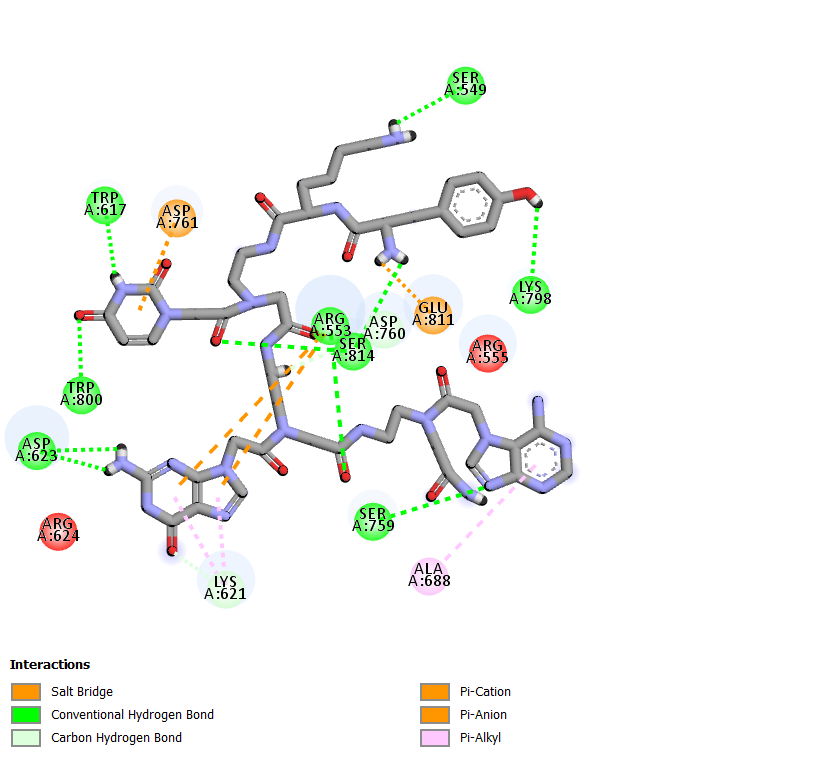 SER
A:549
TRP
A:617
ASP
A:761
LYS
A:798
GLU
A:811
ARG
A:553
ASP
A:760
SER
A:814
ARG
A:555
TRP
A:800
ASP
A:623
SER
A:759
ARG
A:624
ALA
A:688
LYS
A:621
Interactions
Salt Bridge
Conventional Hydrogen Bond
Carbon Hydrogen Bond
Pi-Cation
Pi-Anion
Pi-Alkyl